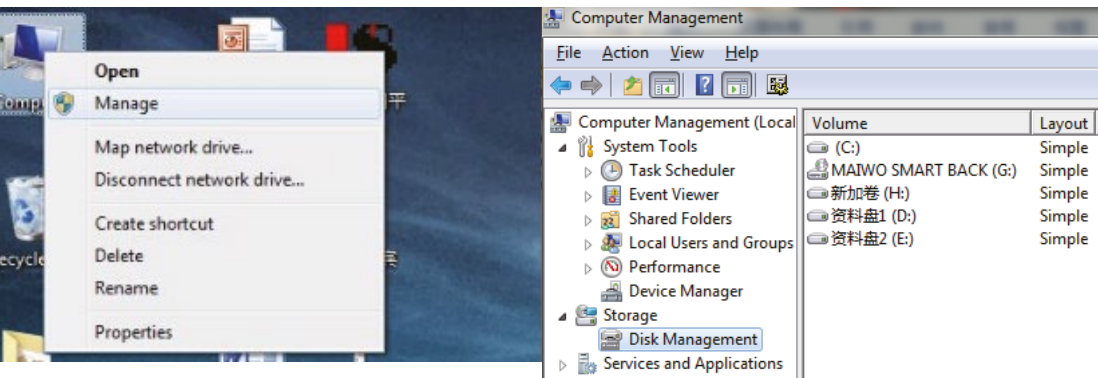 Open
Manage
Map network drive...
Disconnect network drive...
Create shortcut
Delete
Rename
Properties
Computer Management
File Action View Help
Computer Management (Local
System Tools
Task Scheduler
Event Viewer
Shared Folders
Local Users and Groups
Performance
Device Manager
Storage
Disk Management
Services and Applications
Volume Layout
(C:) Simple
MAIWO SMART BACK (G:) Simple
新加卷 (H:) Simple
资料盘1 (D:) Simple
资料盘2 (E:) Simple